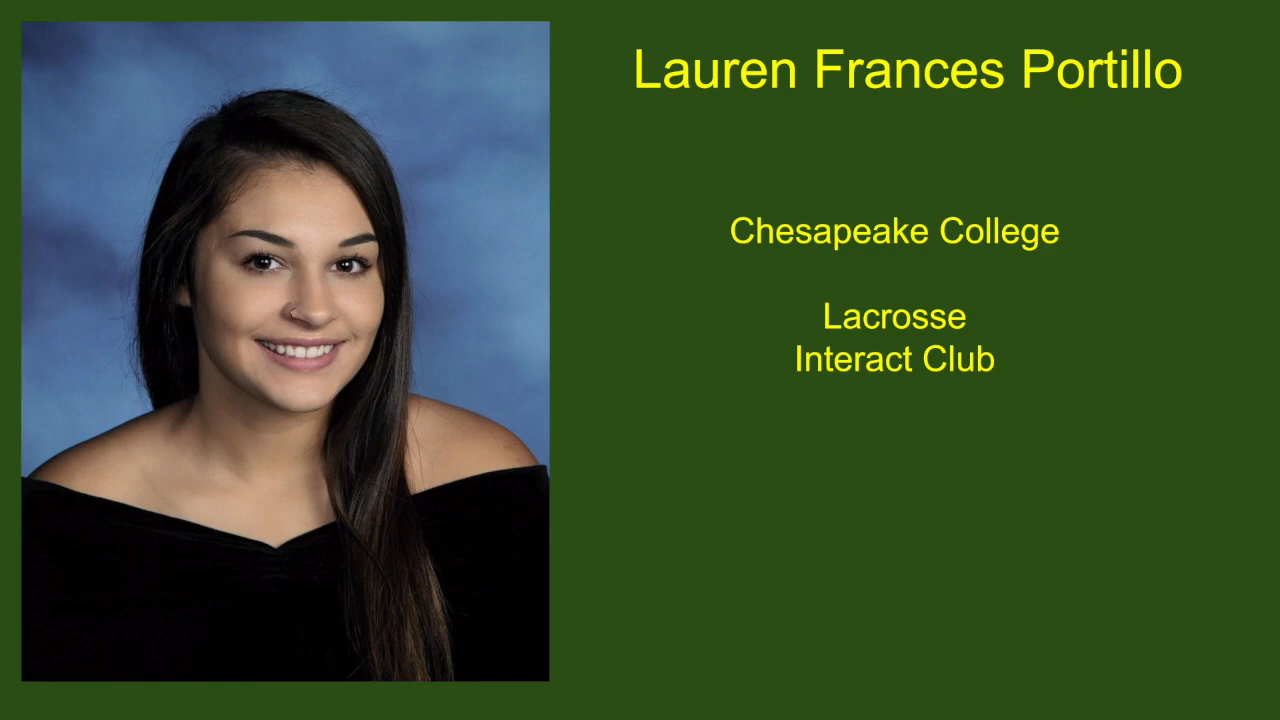 Lauren Frances Portillo
Chesapeake College
Lacrosse
Interact Club